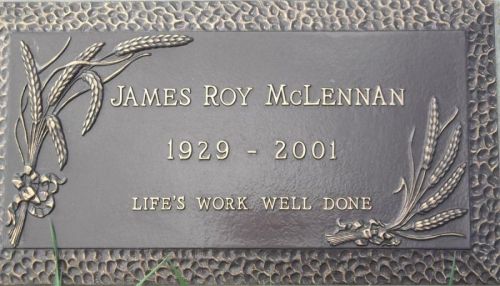 JAMES ROY MCLENNAN
1929 - 2001
LIFE'S WORK WELL DONE